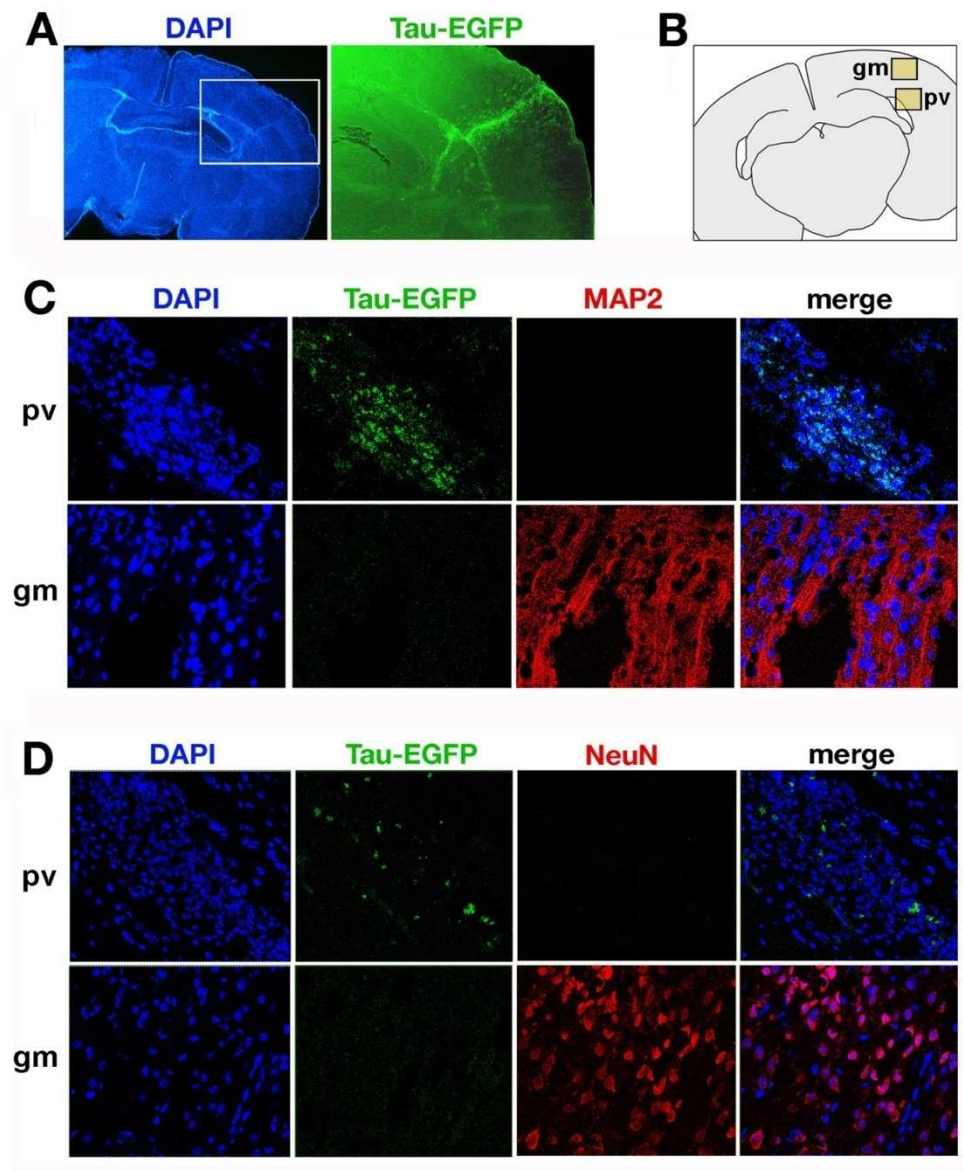 A DAPI Tau-EGFP B
gm
pv
C DAPI Tau-EGFP MAP2 merge
pv
gm
D DAPI Tau-EGFP NeuN merge
pv
gm